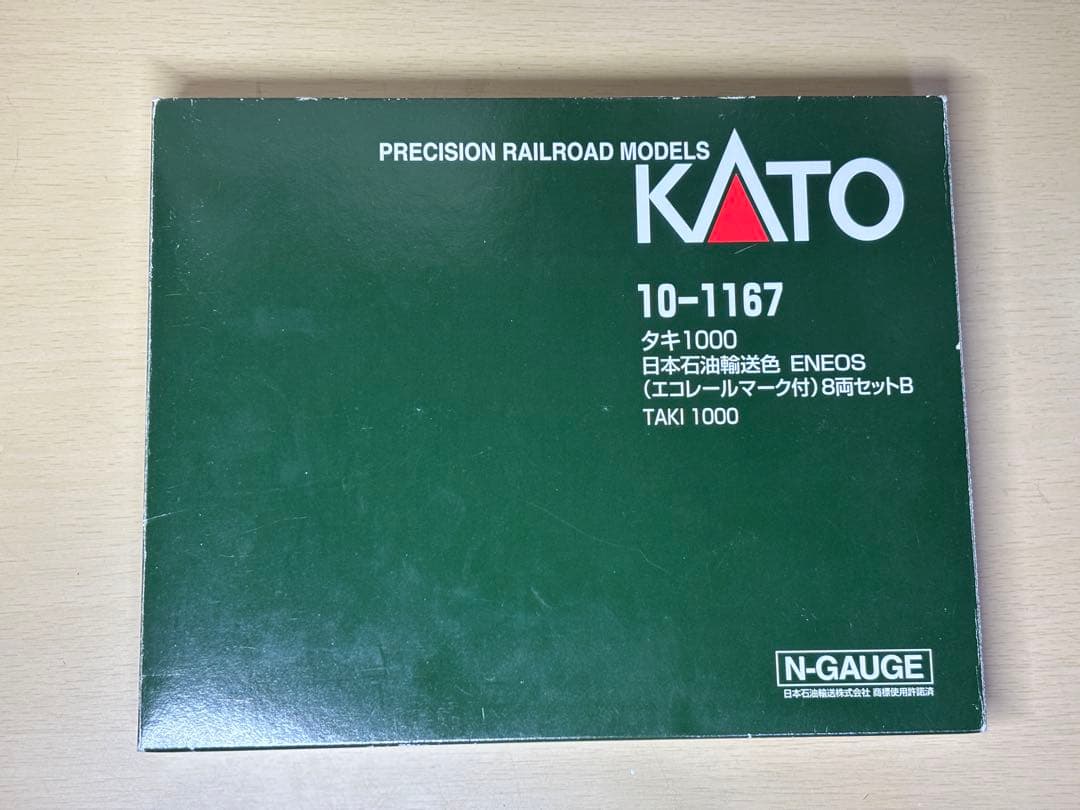 PRECISION RAILROAD MODELS
KATO
10-1167
タキ1000
日本石油輸送色 ENEOS
(エコレールマーク付)8両セットB
TAKI 1000
N-GAUGE
日本石油輸送株式会社 商標使用許諾済